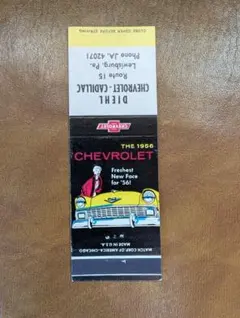 CLOSE COVER BEFORE STRIKING
DIEHL
CHEVROLET - CADILLAC
Route 15
Lewisburg, Pa.
Phone JA. 42071
CHEVROLET
THE 1956
CHEVROLET
Freshest
New Face
for '56!
MADE IN U.S.A.
MATCH CORP. OF AMERICA-CHICAGO